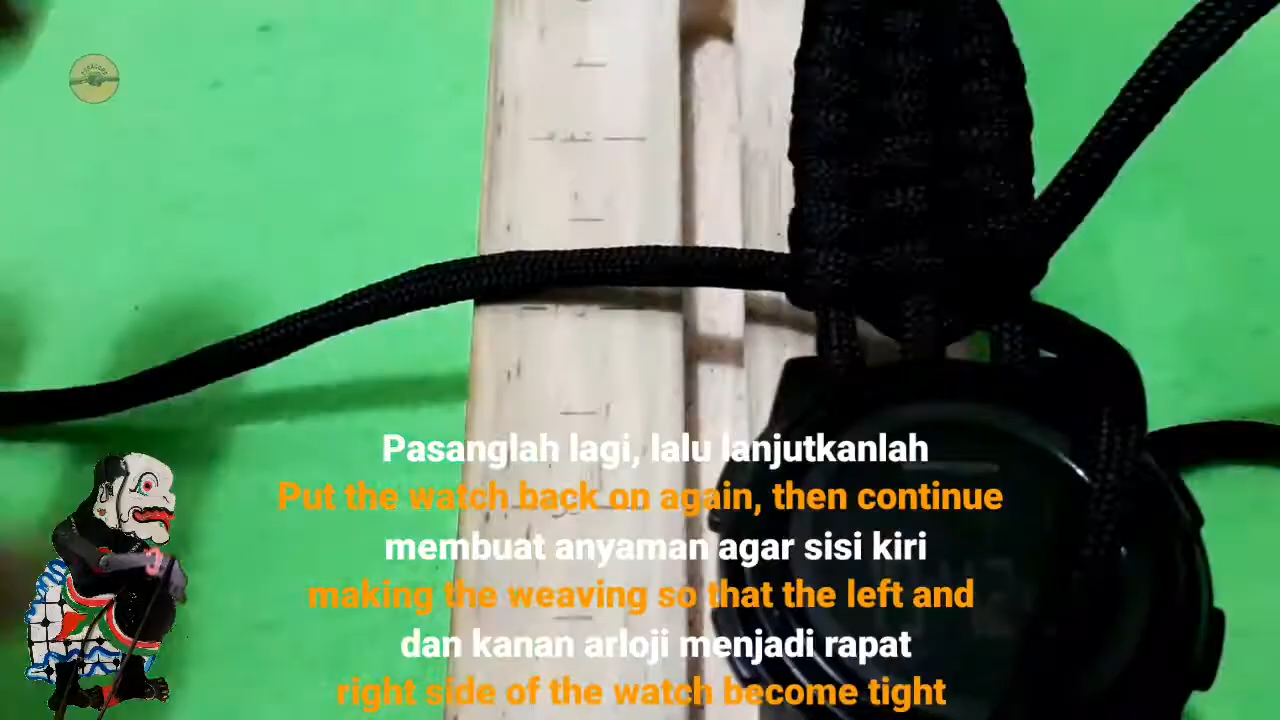 Pasanglah lagi, lalu lanjutkanlah
Put the watch back on again, then continue
membuat anyaman agar sisi kiri
making the weaving so that the left and
dan kanan arloji menjadi rapat
right side of the watch become tight